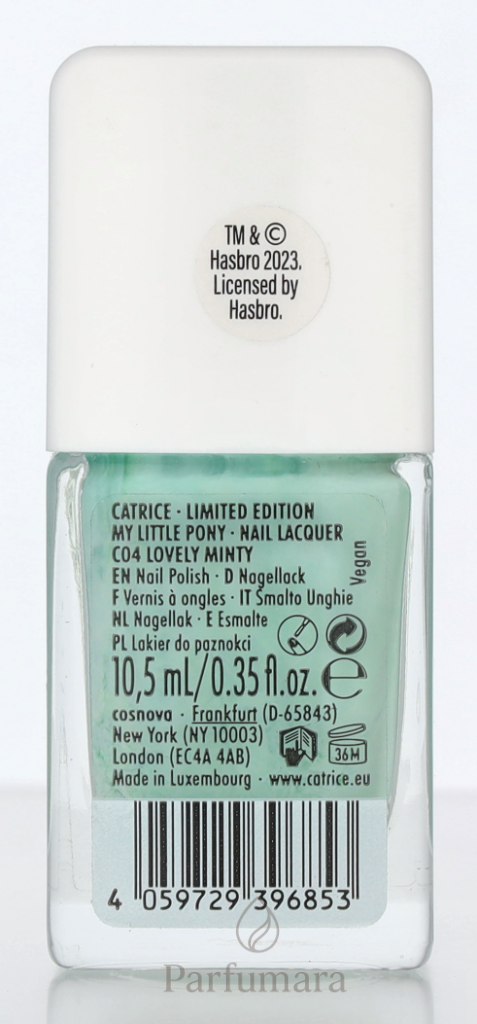 TM & ©
Hasbro 2023.
Licensed by
Hasbro.
CATRICE · LIMITED EDITION
MY LITTLE PONY · NAIL LACQUER
C04 LOVELY MINTY
EN Nail Polish · D Nagellack
F Vernis à ongles · IT Smalto Unghie
NL Nagellak · E Esmalte
PL Lakier do paznokci
Vegan
10,5 mL/0.35 fl.oz. ℮
cosnova · Frankfurt (D-65843)
New York (NY 10003)
London (EC4A 4AB)
36M
Made in Luxembourg · www.catrice.eu
4 059729 396853
Parfumara